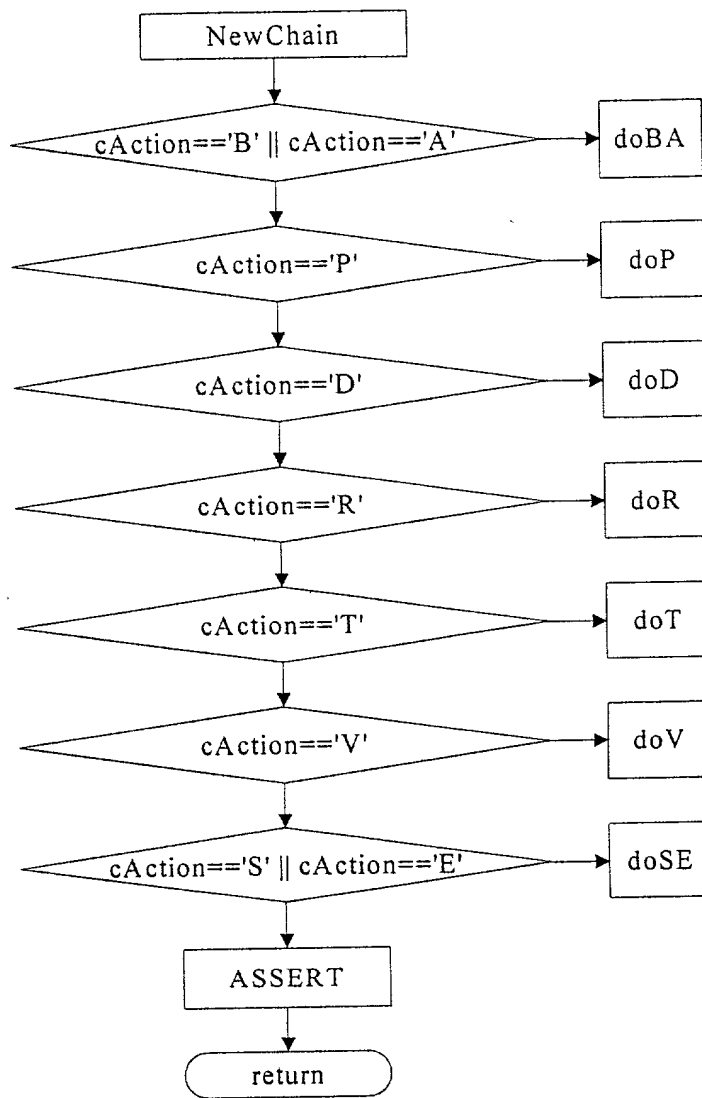 NewChain
cAction=='B' || cAction=='A'
doBA
cAction=='P'
doP
cAction=='D'
doD
cAction=='R'
doR
cAction=='T'
doT
cAction=='V'
doV
cAction=='S' || cAction=='E'
doSE
ASSERT
return